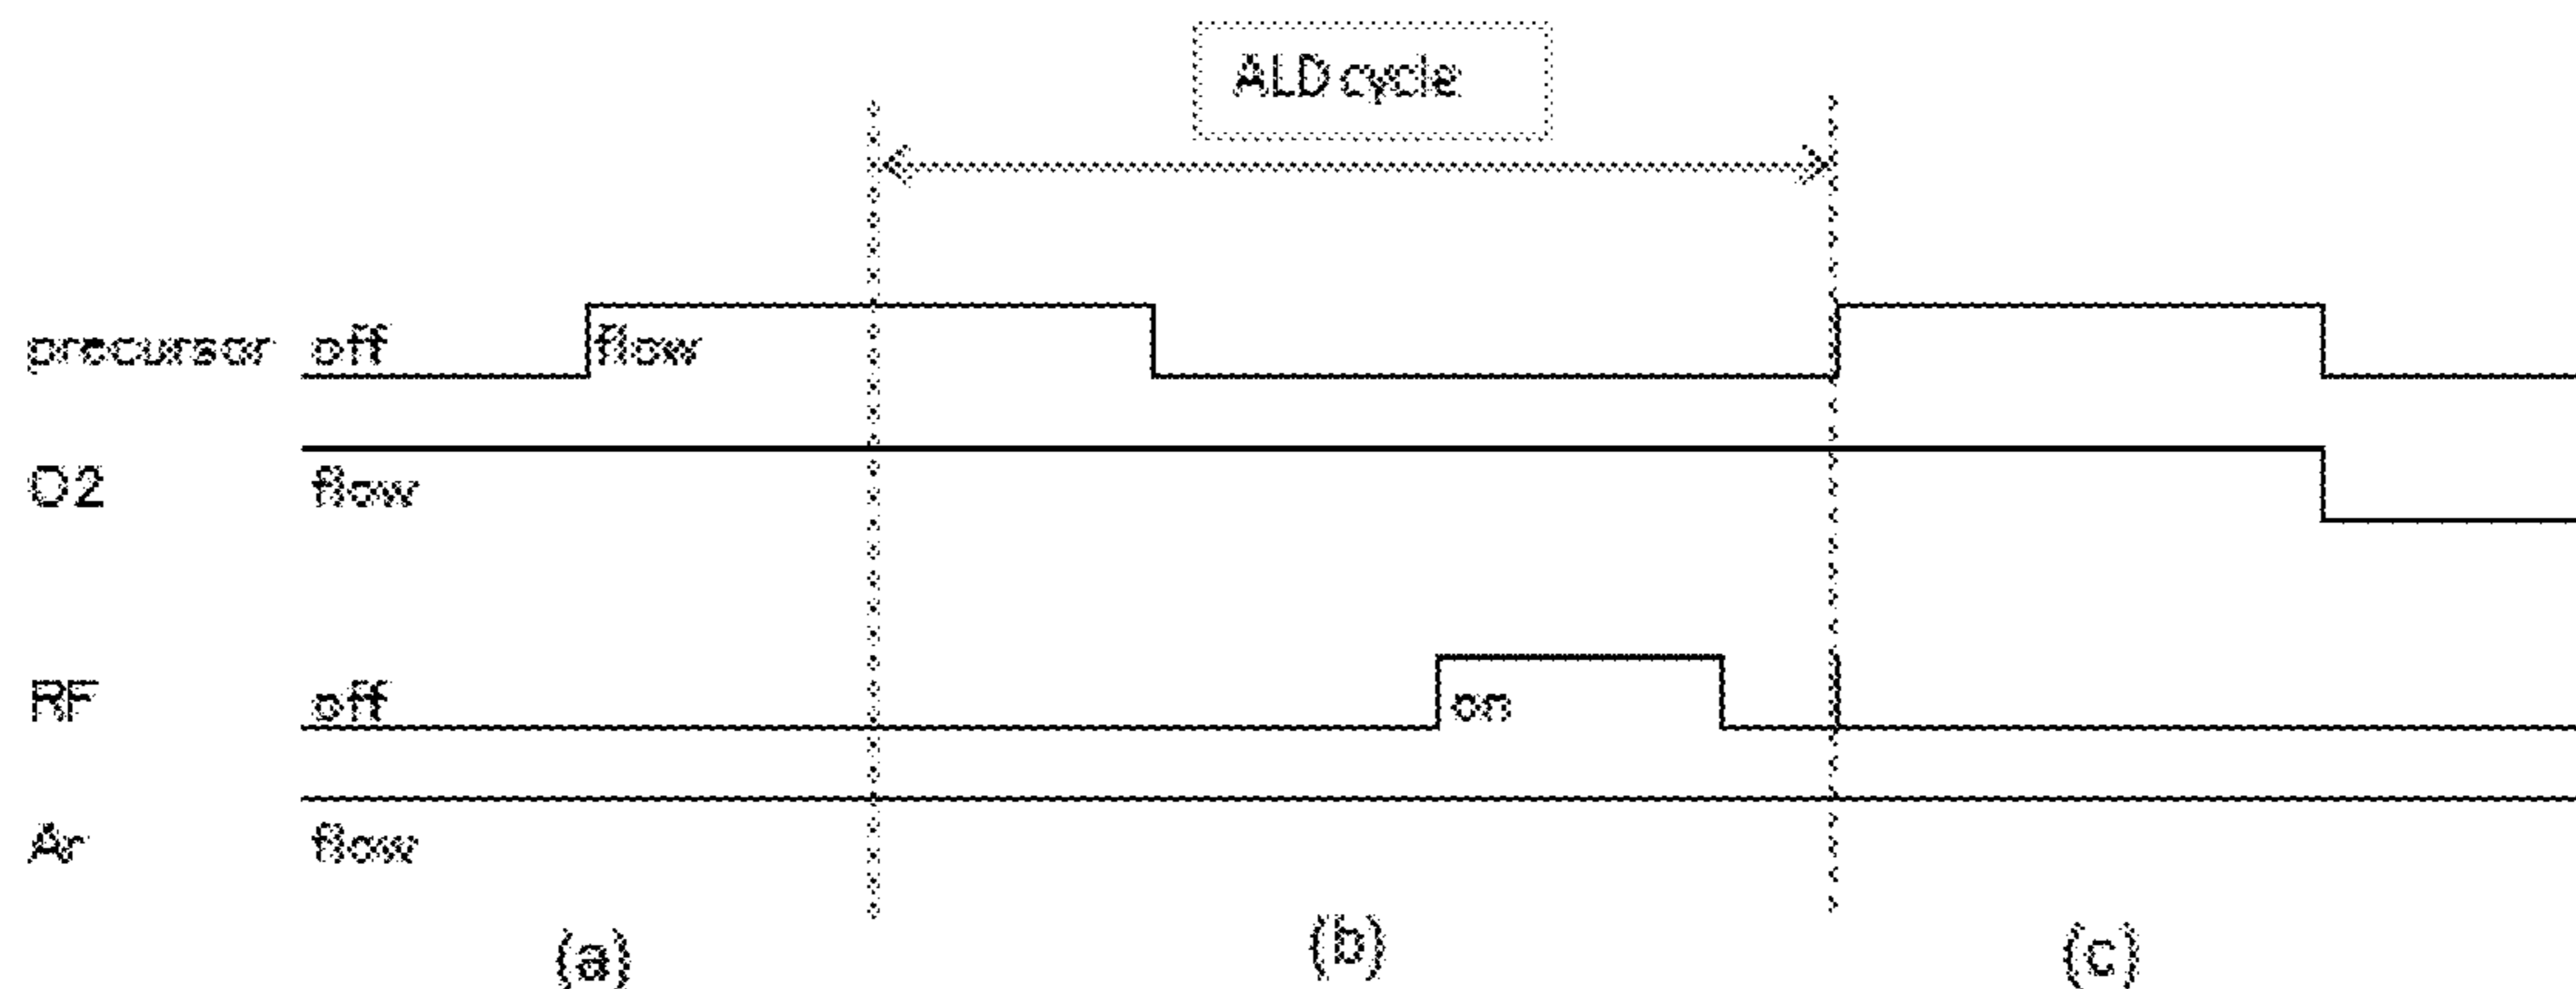 ALD cycle
precursor off flow
O2 flow
RF off on
Ar flow
(a) (b) (c)